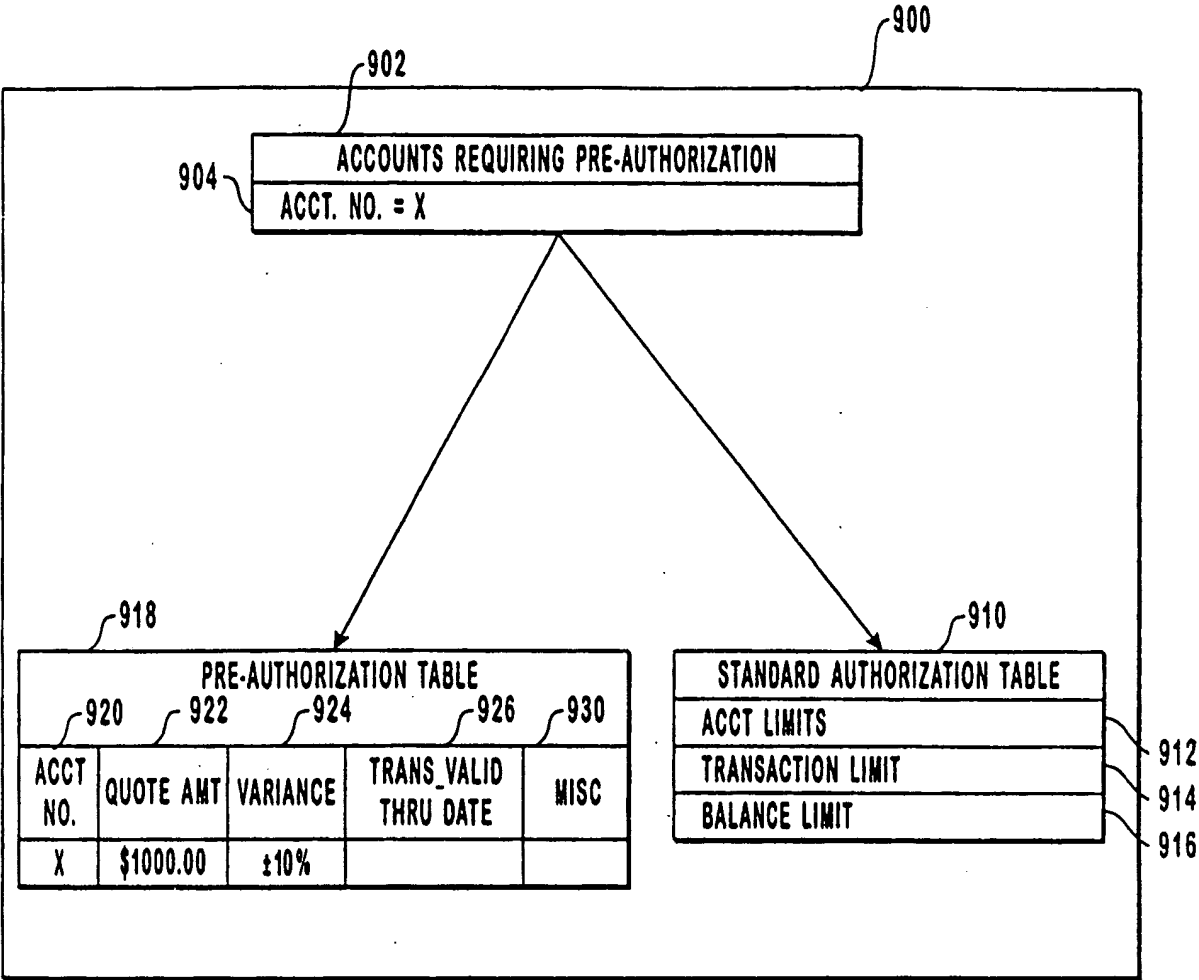 900
902
ACCOUNTS REQUIRING PRE-AUTHORIZATION
904
ACCT. NO. = X
918
PRE-AUTHORIZATION TABLE
920 922 924 926 930
ACCT NO. QUOTE AMT VARIANCE TRANS_VALID THRU DATE MISC
X $1000.00 ±10%
910
STANDARD AUTHORIZATION TABLE
ACCT LIMITS
912
TRANSACTION LIMIT
914
BALANCE LIMIT
916